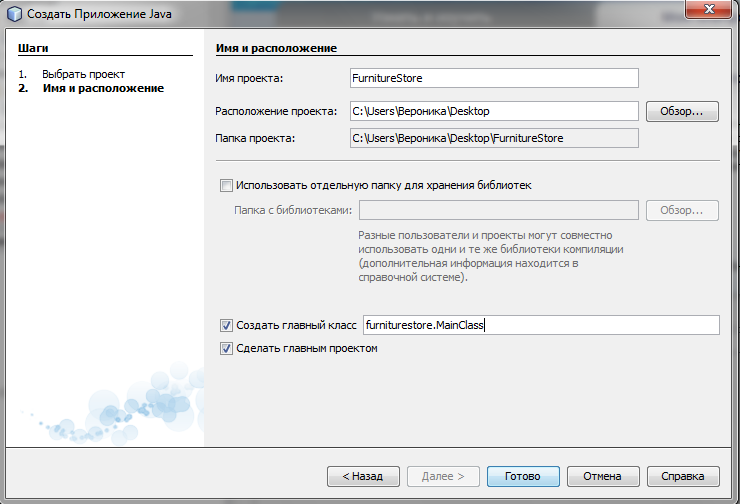 Создать Приложение Java
Шаги
1. Выбрать проект
2. Имя и расположение
Имя и расположение
Имя проекта: FurnitureStore
Расположение проекта: C:\Users\Вероника\Desktop Обзор...
Папка проекта: C:\Users\Вероника\Desktop\FurnitureStore
Использовать отдельную папку для хранения библиотек
Папка с библиотеками: Обзор...
Разные пользователи и проекты могут совместно
использовать одни и те же библиотеки компиляции
(дополнительная информация находится в
справочной системе).
Создать главный класс furniturestore.MainClass
Сделать главным проектом
< Назад Далее > Готово Отмена Справка